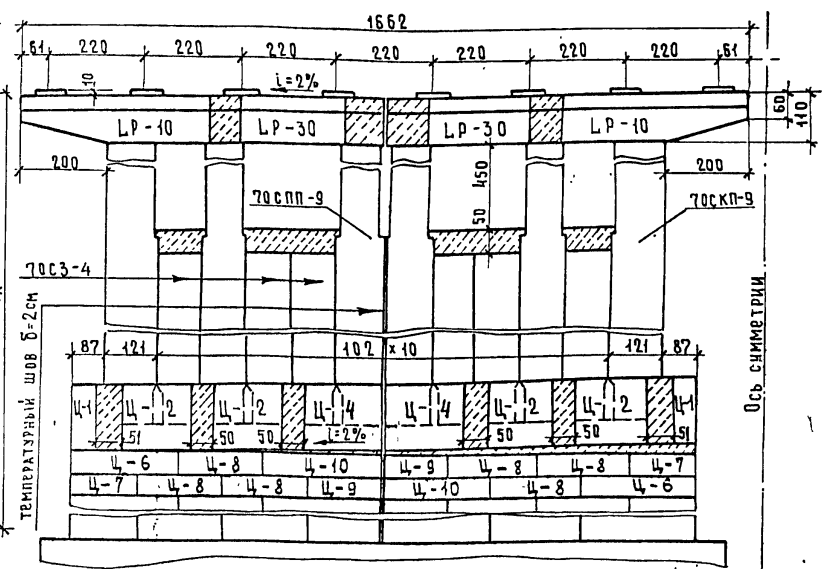 1662
61 220 220 220 220 220 220 220 61
10
i=2%
60
110
LP-10 LP-30 LP-30 LP-10
200
200
450
50
70СПП-9
70СКП-9
70С3-4
температурный шов δ=2см
Ось симметрии
87 121 102 x 10 121 87
Ц-1 Ц-2 Ц-2 Ц-4 Ц-4 Ц-2 Ц-2 Ц-1
51 50 50 i=2% 50 50 51
Ц-6 Ц-8 Ц-10 Ц-9 Ц-8 Ц-8 Ц-7
Ц-7 Ц-8 Ц-8 Ц-9 Ц-10 Ц-8 Ц-6